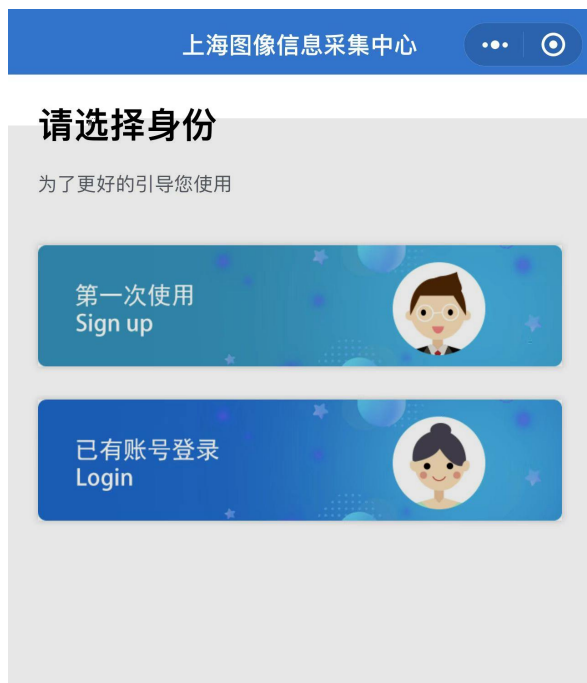 上海图像信息采集中心
请选择身份
为了更好的引导您使用
第一次使用
Sign up
已有账号登录
Login